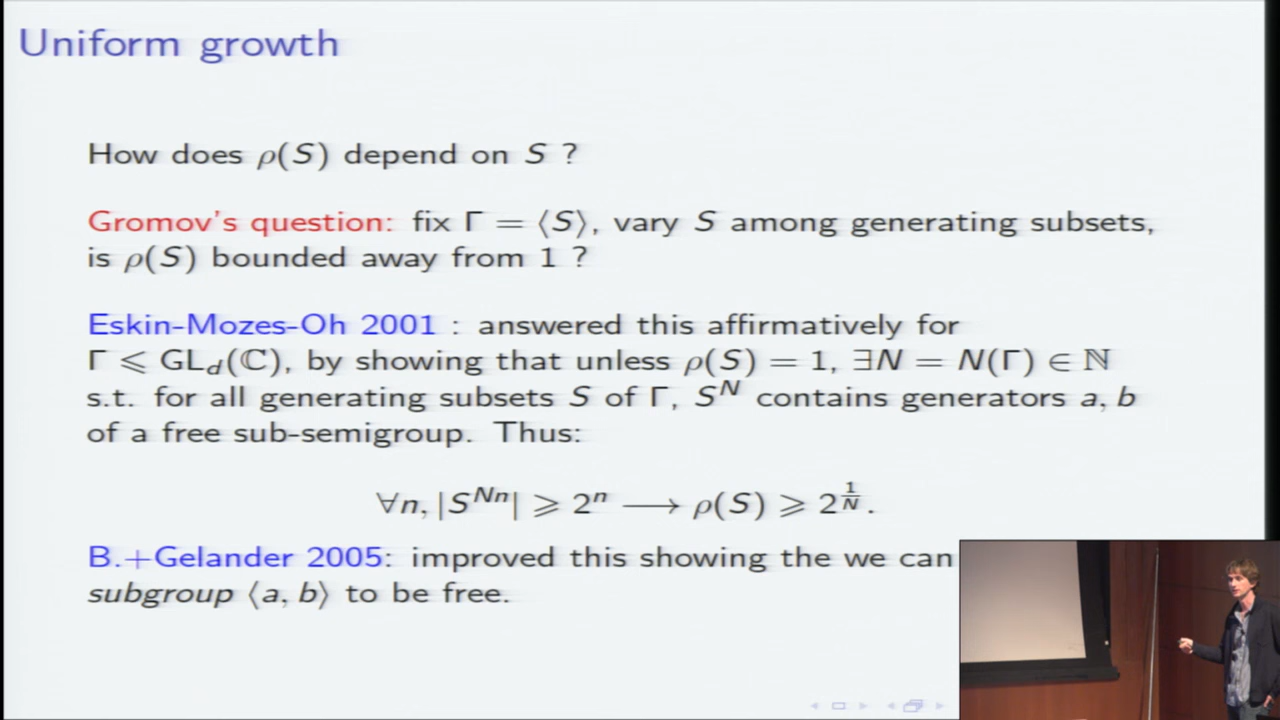 Uniform growth
How does ρ(S) depend on S ?
Gromov's question: fix Γ = ⟨S⟩, vary S among generating subsets,
is ρ(S) bounded away from 1 ?
Eskin-Mozes-Oh 2001 : answered this affirmatively for
Γ ⩽ GL_d(ℂ), by showing that unless ρ(S) = 1, ∃N = N(Γ) ∈ ℕ
s.t. for all generating subsets S of Γ, S^N contains generators a, b
of a free sub-semigroup. Thus:
∀n, |S^{Nn}| ⩾ 2^n ⟶ ρ(S) ⩾ 2^{1/N}.
B.+Gelander 2005: improved this showing the we can
subgroup ⟨a, b⟩ to be free.